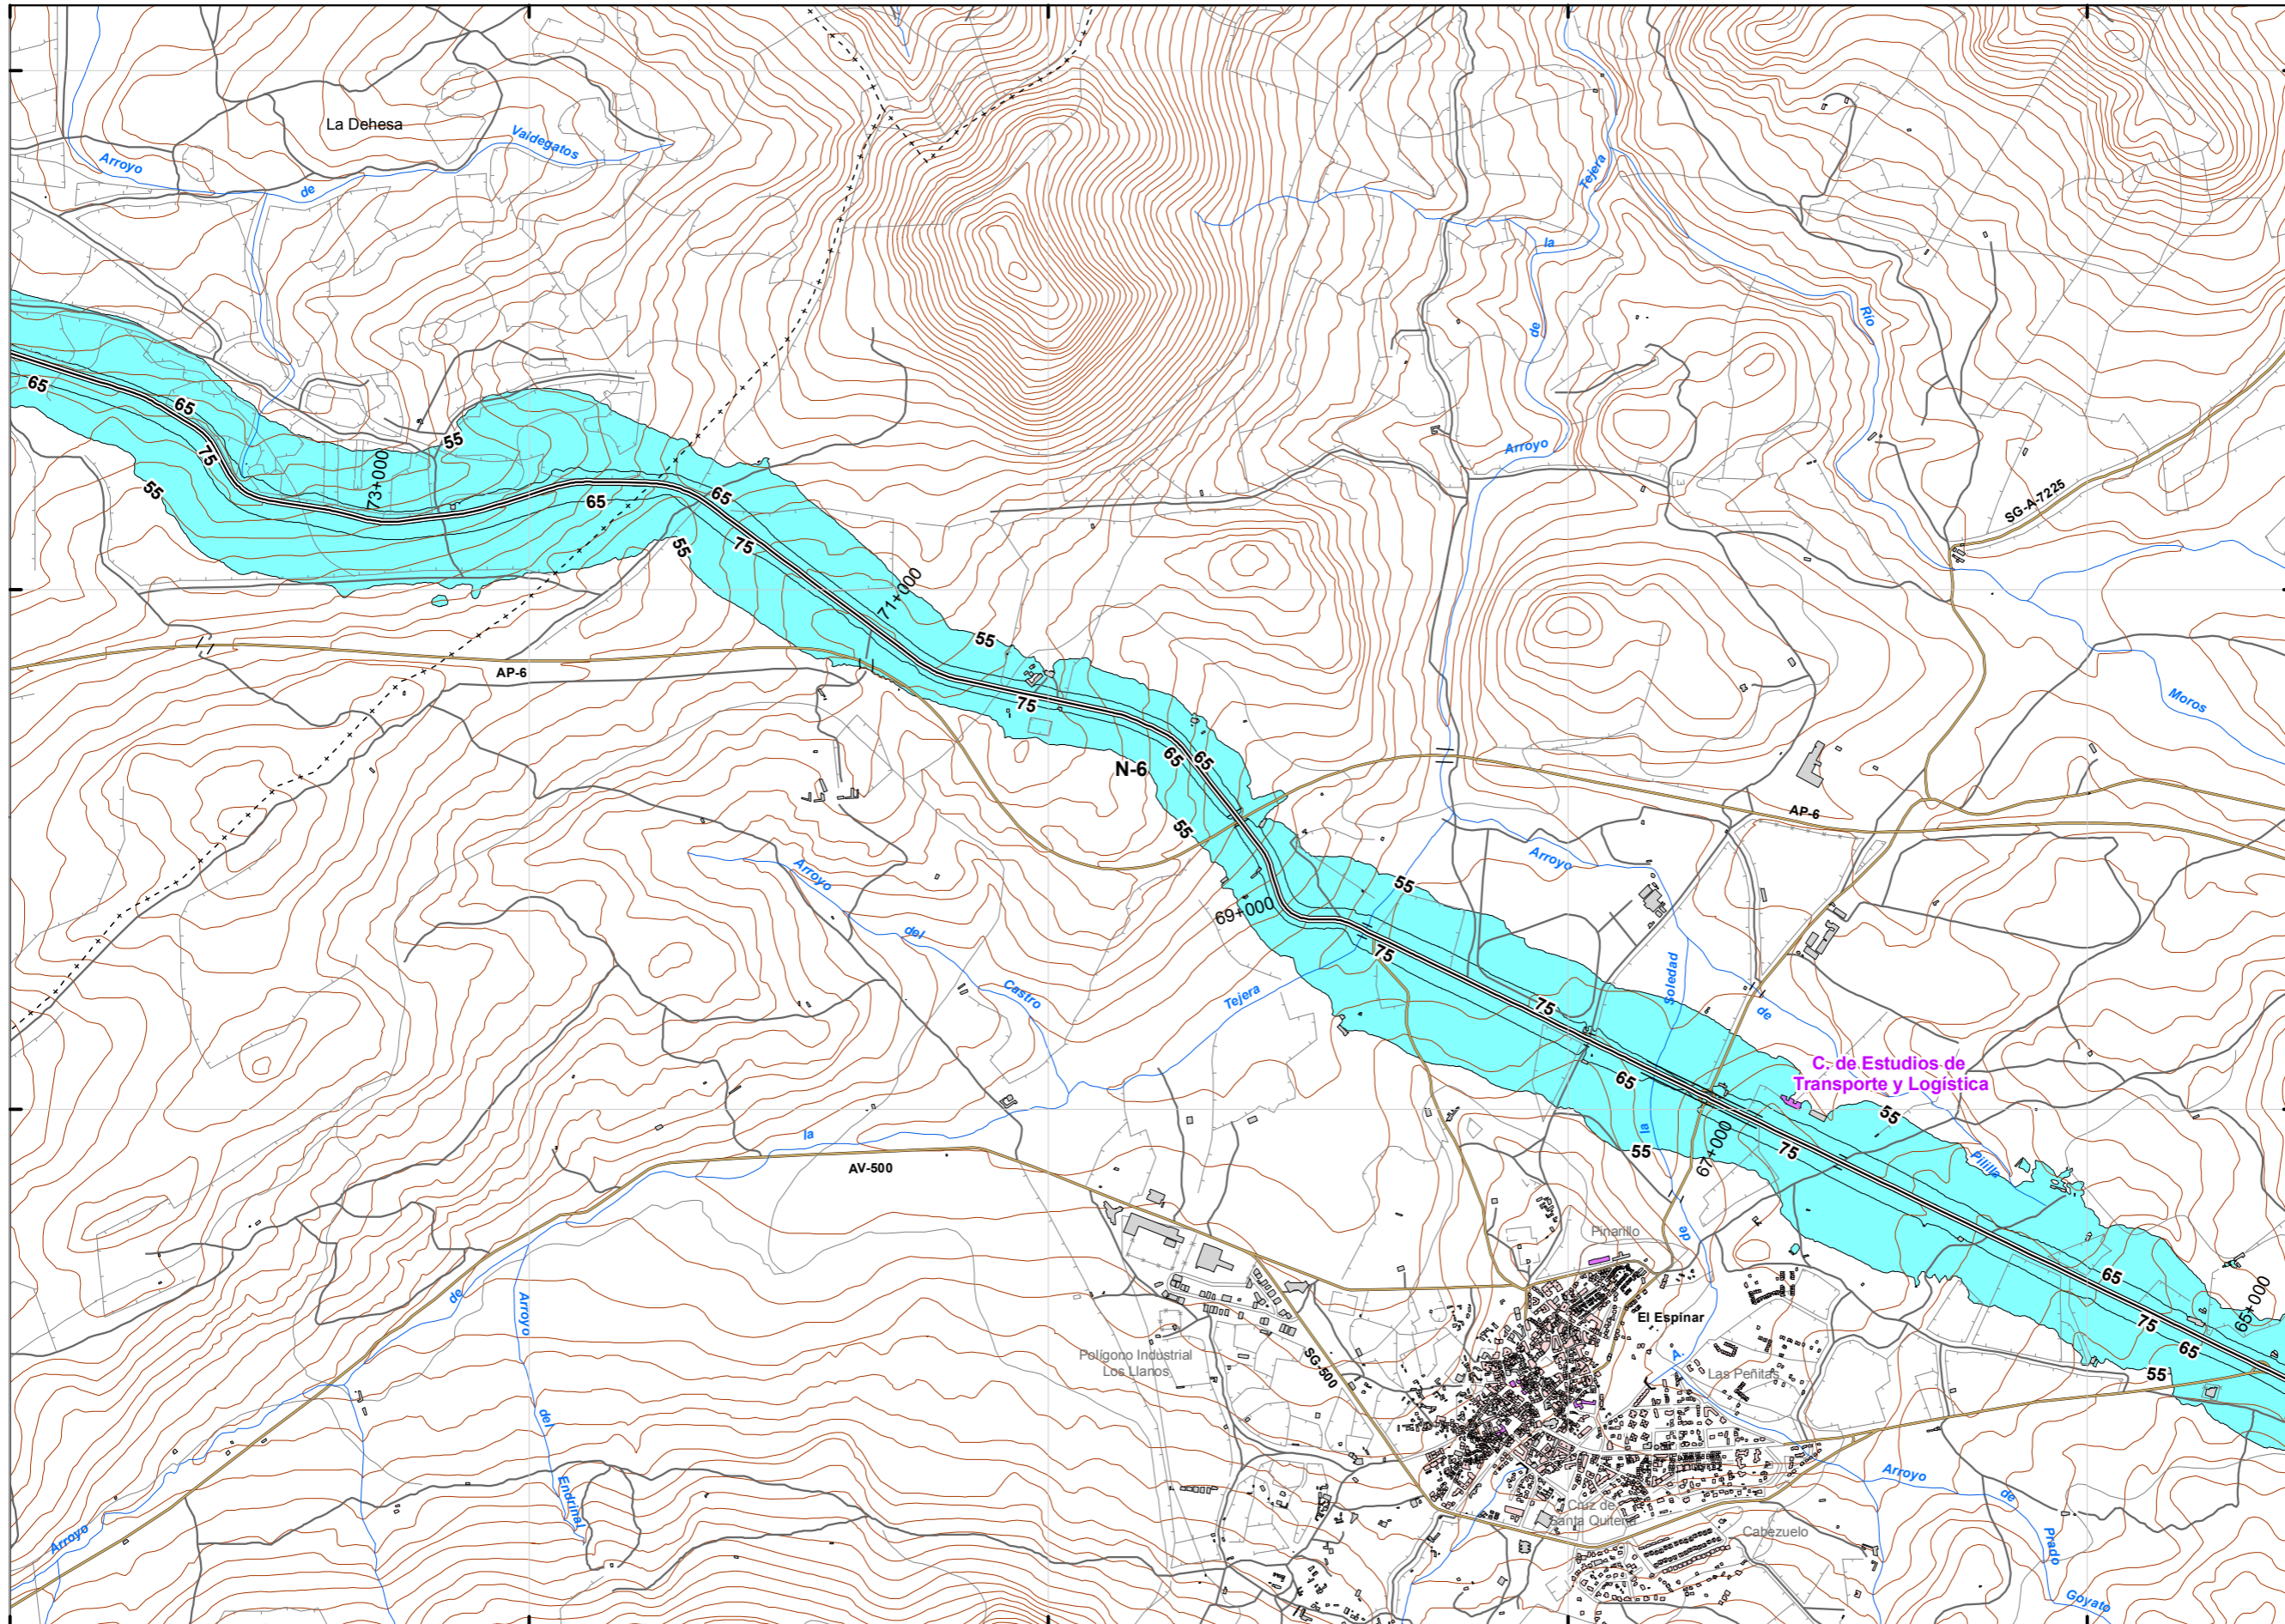 La Dehesa
Arroyo
de
Valdegatos
Tejera
la
de
Arroyo
Río
Moros
SG-A-7225
65
65
75
55
73+000
55
65
65
55
75
71+000
55
75
AP-6
N-6
65
65
55
AP-6
Arroyo
del
Castro
69+000
55
75
Tejera
Arroyo
Soledad
de
75
65
C. de Estudios de
Transporte y Logística
55
la
55
67+000
75
Pililla
la
AV-500
de
Pinarillo
de
Arroyo
El Espinar
65
65+000
75
65
55
Polígono Industrial
Los Llanos
SG-500
A.
Las Peñitas
del
Endrinal
Arroyo
Arroyo
de
Prado
Goyato
Cruz de
Santa Quiteria
Cabezuelo